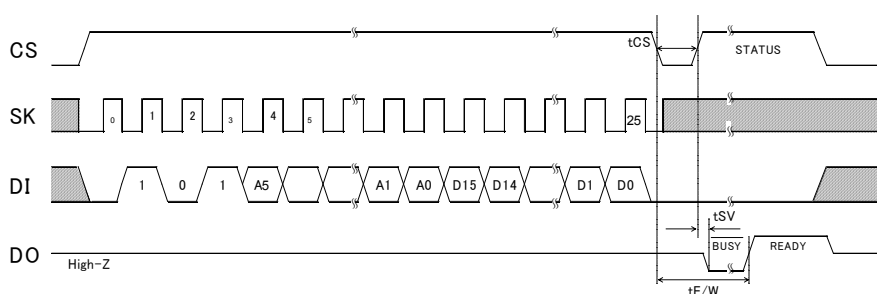 CS tCS STATUS
SK 0 1 2 3 4 5 25
DI 1 0 1 A5 A1 A0 D15 D14 D1 D0
tSV
DO High-Z BUSY READY
tE/W